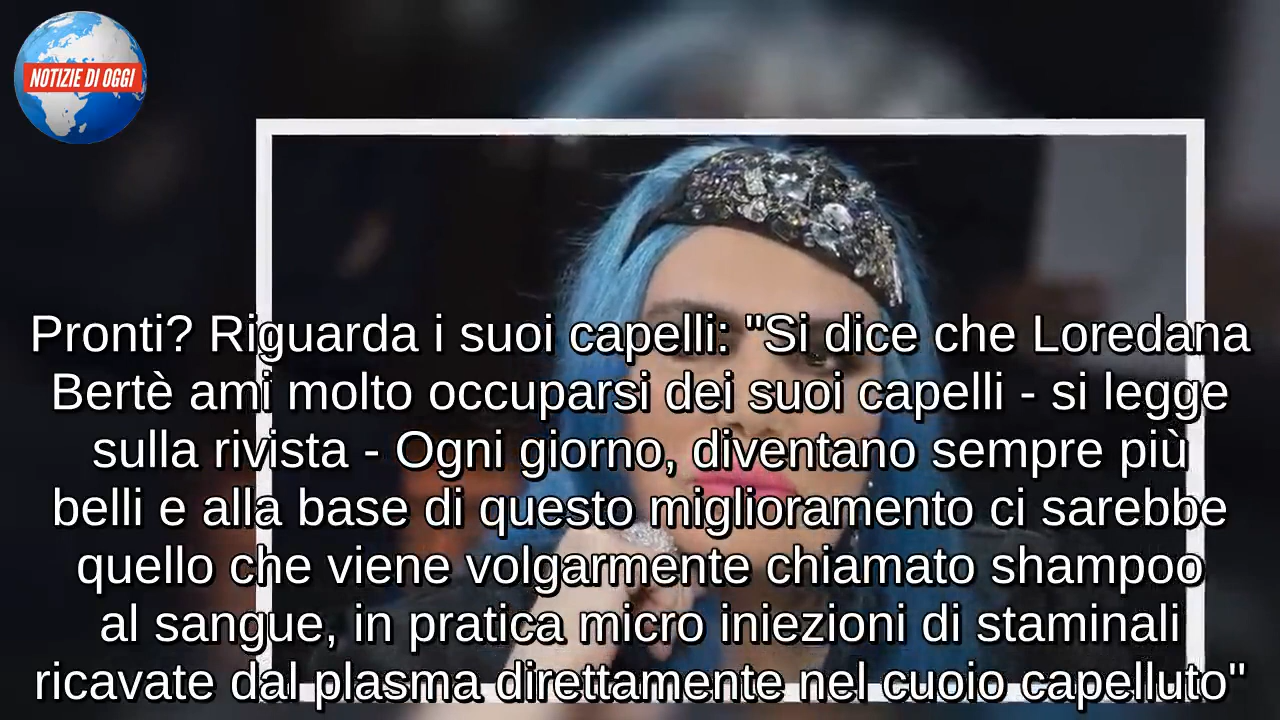 NOTIZIE DI OGGI
Pronti? Riguarda i suoi capelli: "Si dice che Loredana
Bertè ami molto occuparsi dei suoi capelli - si legge
sulla rivista - Ogni giorno, diventano sempre più
belli e alla base di questo miglioramento ci sarebbe
quello che viene volgarmente chiamato shampoo
al sangue, in pratica micro iniezioni di staminali
ricavate dal plasma direttamente nel cuoio capelluto"